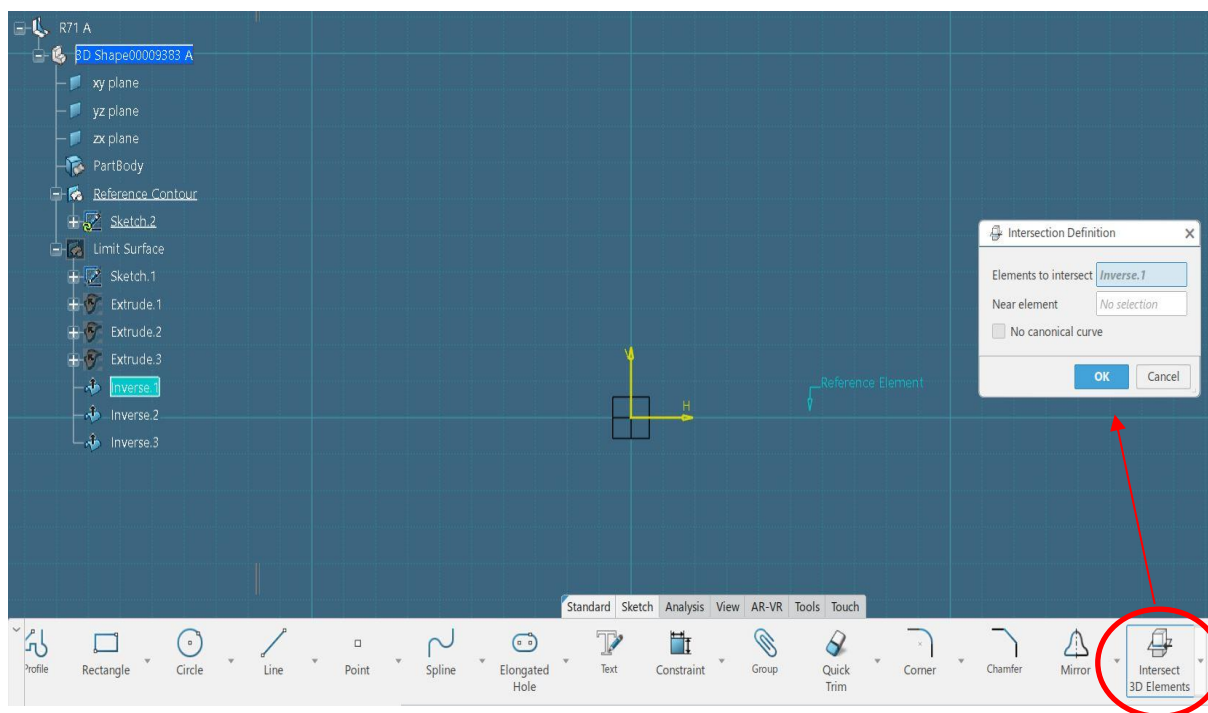 R71 A
3D Shape00009383 A
xy plane
yz plane
zx plane
PartBody
Reference Contour
Sketch.2
Limit Surface
Sketch.1
Extrude.1
Extrude.2
Extrude.3
Inverse.1
Inverse.2
Inverse.3
V
H
Reference Element
Intersection Definition
Elements to intersect Inverse.1
Near element No selection
No canonical curve
OK Cancel
Standard Sketch Analysis View AR-VR Tools Touch
Profile Rectangle Circle Line Point Spline Elongated Hole Text Constraint Group Quick Trim Corner Chamfer Mirror Intersect 3D Elements